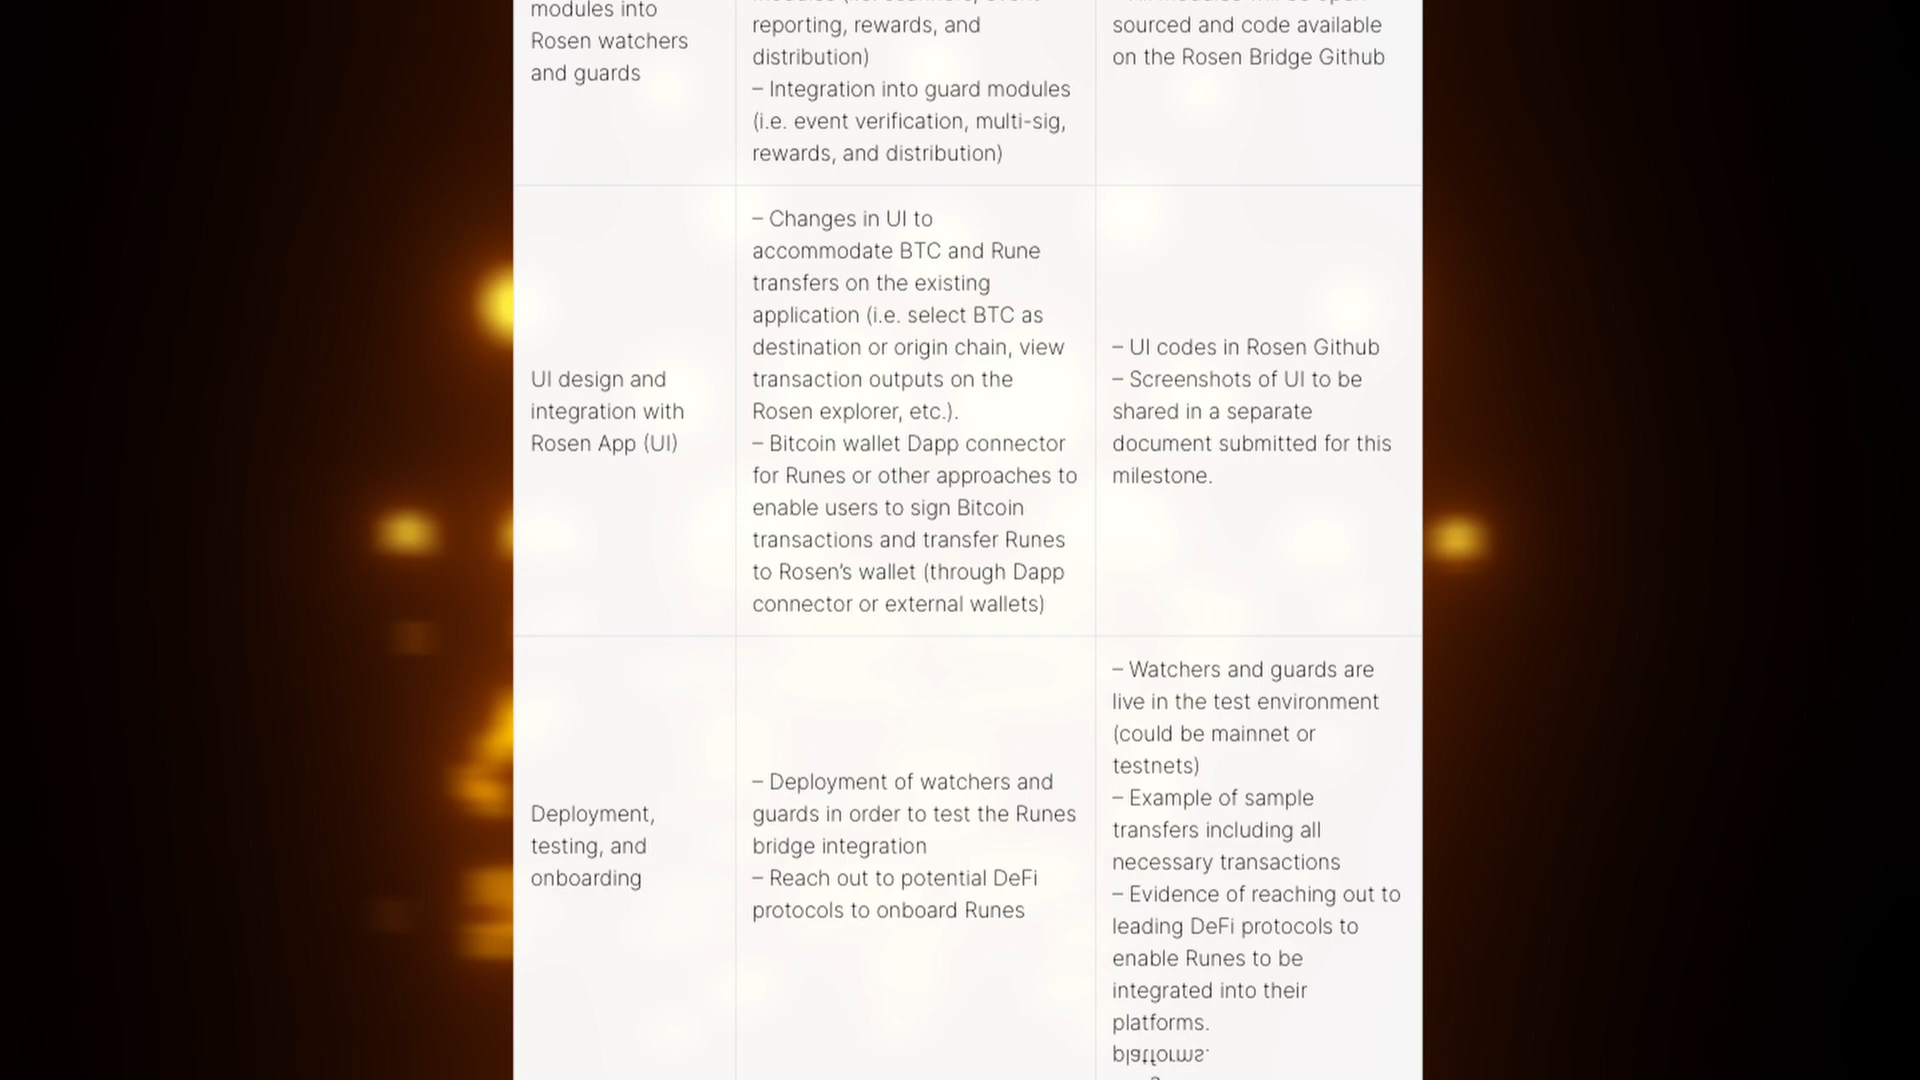 modules into
Rosen watchers
and guards
reporting, rewards, and
distribution)
– Integration into guard modules
(i.e. event verification, multi-sig,
rewards, and distribution)
sourced and code available
on the Rosen Bridge Github
UI design and
integration with
Rosen App (UI)
– Changes in UI to
accommodate BTC and Rune
transfers on the existing
application (i.e. select BTC as
destination or origin chain, view
transaction outputs on the
Rosen explorer, etc.).
– Bitcoin wallet Dapp connector
for Runes or other approaches to
enable users to sign Bitcoin
transactions and transfer Runes
to Rosen’s wallet (through Dapp
connector or external wallets)
– UI codes in Rosen Github
– Screenshots of UI to be
shared in a separate
document submitted for this
milestone.
Deployment,
testing, and
onboarding
– Deployment of watchers and
guards in order to test the Runes
bridge integration
– Reach out to potential DeFi
protocols to onboard Runes
– Watchers and guards are
live in the test environment
(could be mainnet or
testnets)
– Example of sample
transfers including all
necessary transactions
– Evidence of reaching out to
leading DeFi protocols to
enable Runes to be
integrated into their
platforms.